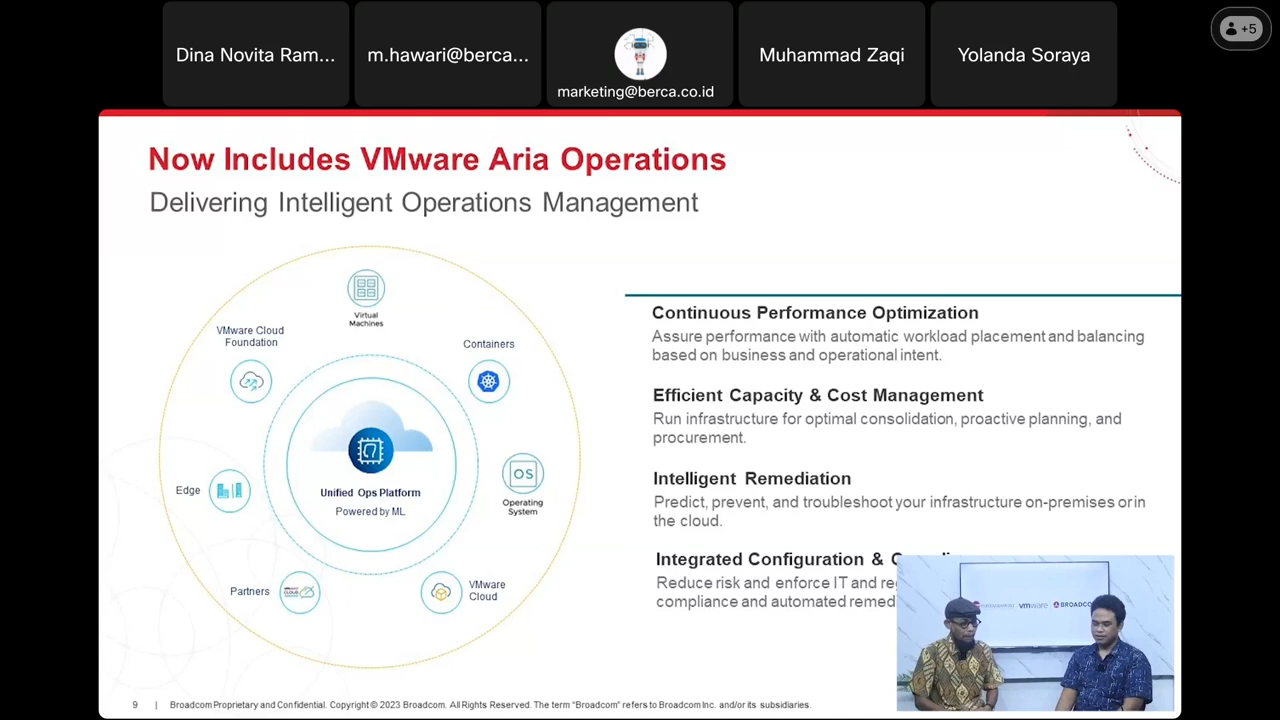 Dina Novita Ram...
m.hawari@berca...
marketing@berca.co.id
Muhammad Zaqi
Yolanda Soraya
+5
Now Includes VMware Aria Operations
Delivering Intelligent Operations Management
Virtual
Machines
VMware Cloud
Foundation
Containers
Edge
Unified Ops Platform
Powered by ML
OS
Operating
System
Partners
VMware
Cloud
Continuous Performance Optimization
Assure performance with automatic workload placement and balancing
based on business and operational intent.
Efficient Capacity & Cost Management
Run infrastructure for optimal consolidation, proactive planning, and
procurement.
Intelligent Remediation
Predict, prevent, and troubleshoot your infrastructure on-premises or in
the cloud.
Integrated Configuration &
Reduce risk and enforce IT and
compliance and automated
vmware
BROADCOM
9 | Broadcom Proprietary and Confidential. Copyright © 2023 Broadcom. All Rights Reserved. The term "Broadcom" refers to Broadcom Inc. and/or its subsidiaries.